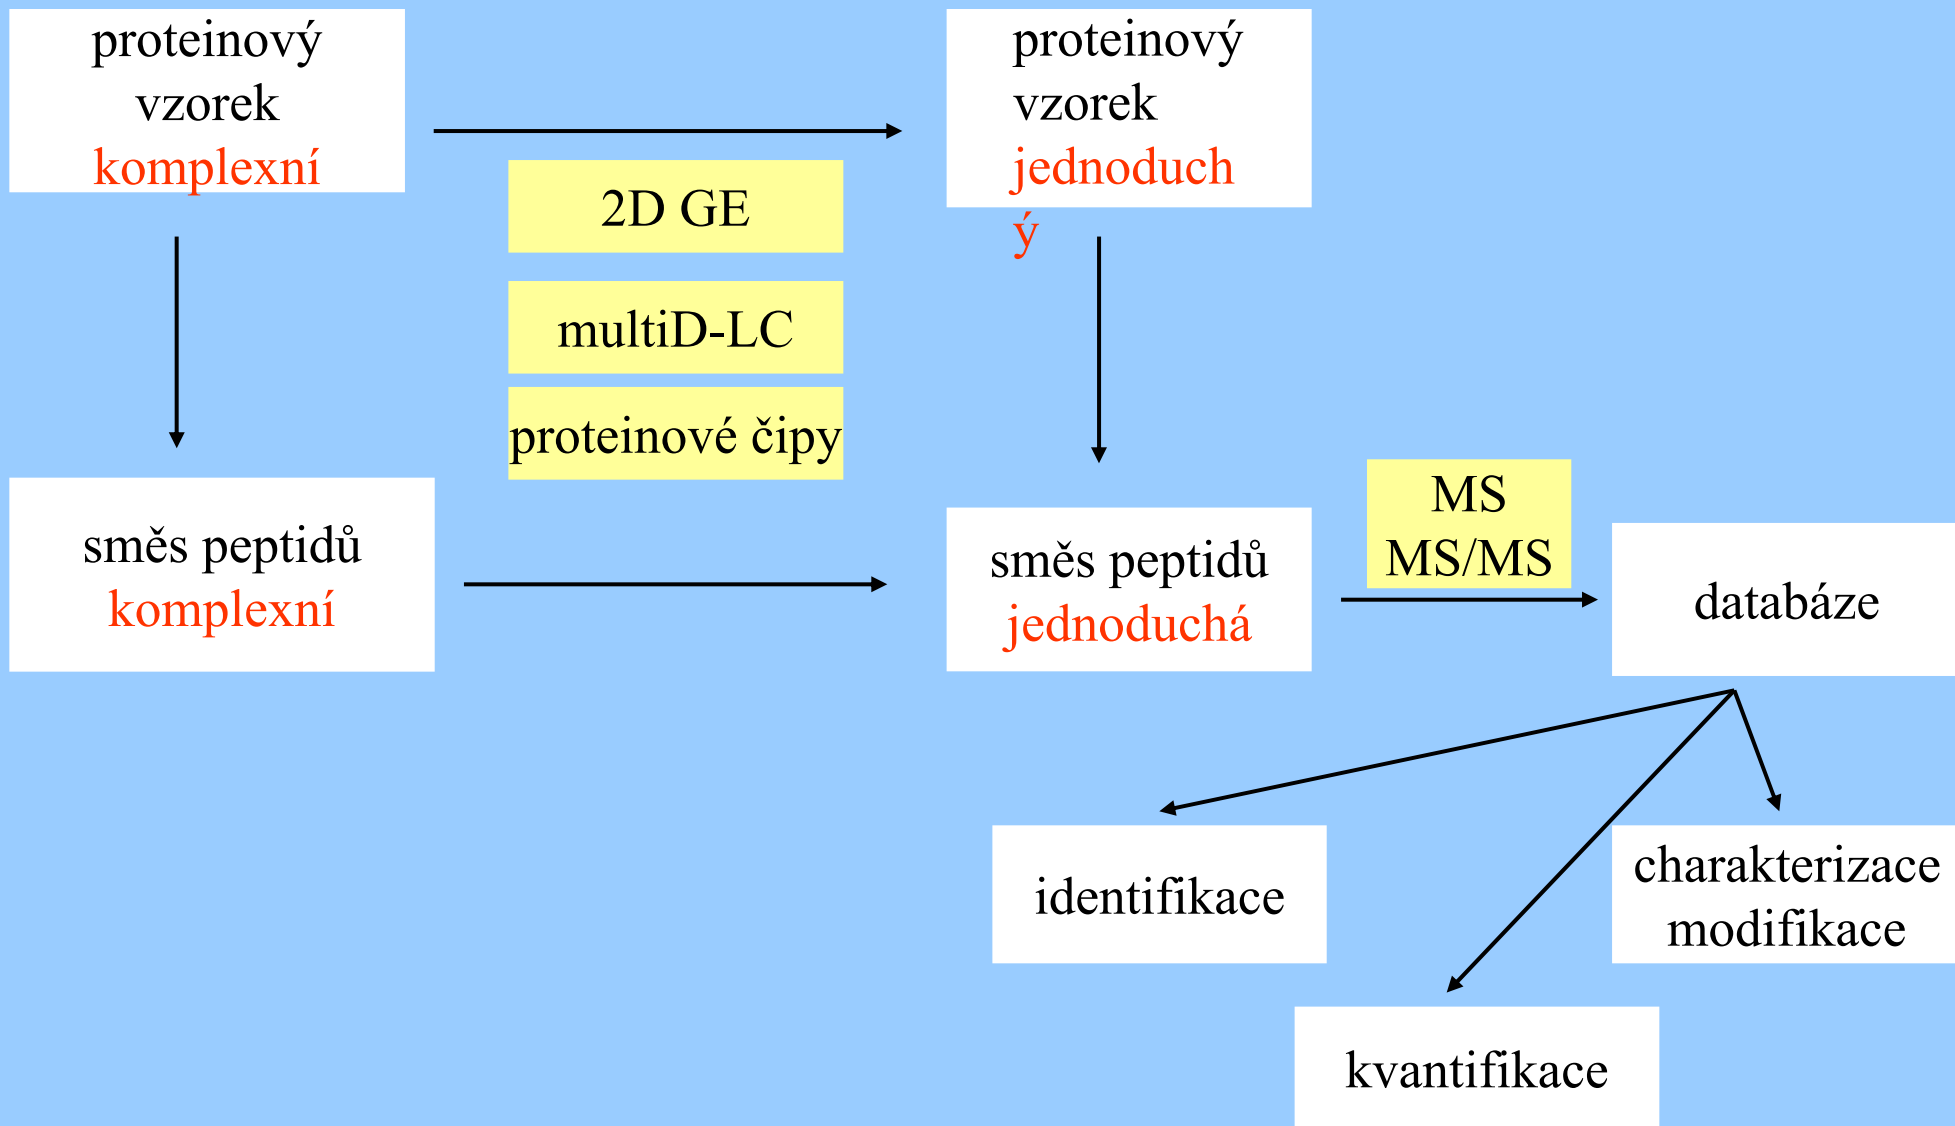 proteinový
vzorek
komplexní
2D GE
multiD-LC
proteinové čipy
proteinový
vzorek
jednoduch
ý
směs peptidů
komplexní
směs peptidů
jednoduchá
MS
MS/MS
databáze
identifikace
charakterizace
modifikace
kvantifikace